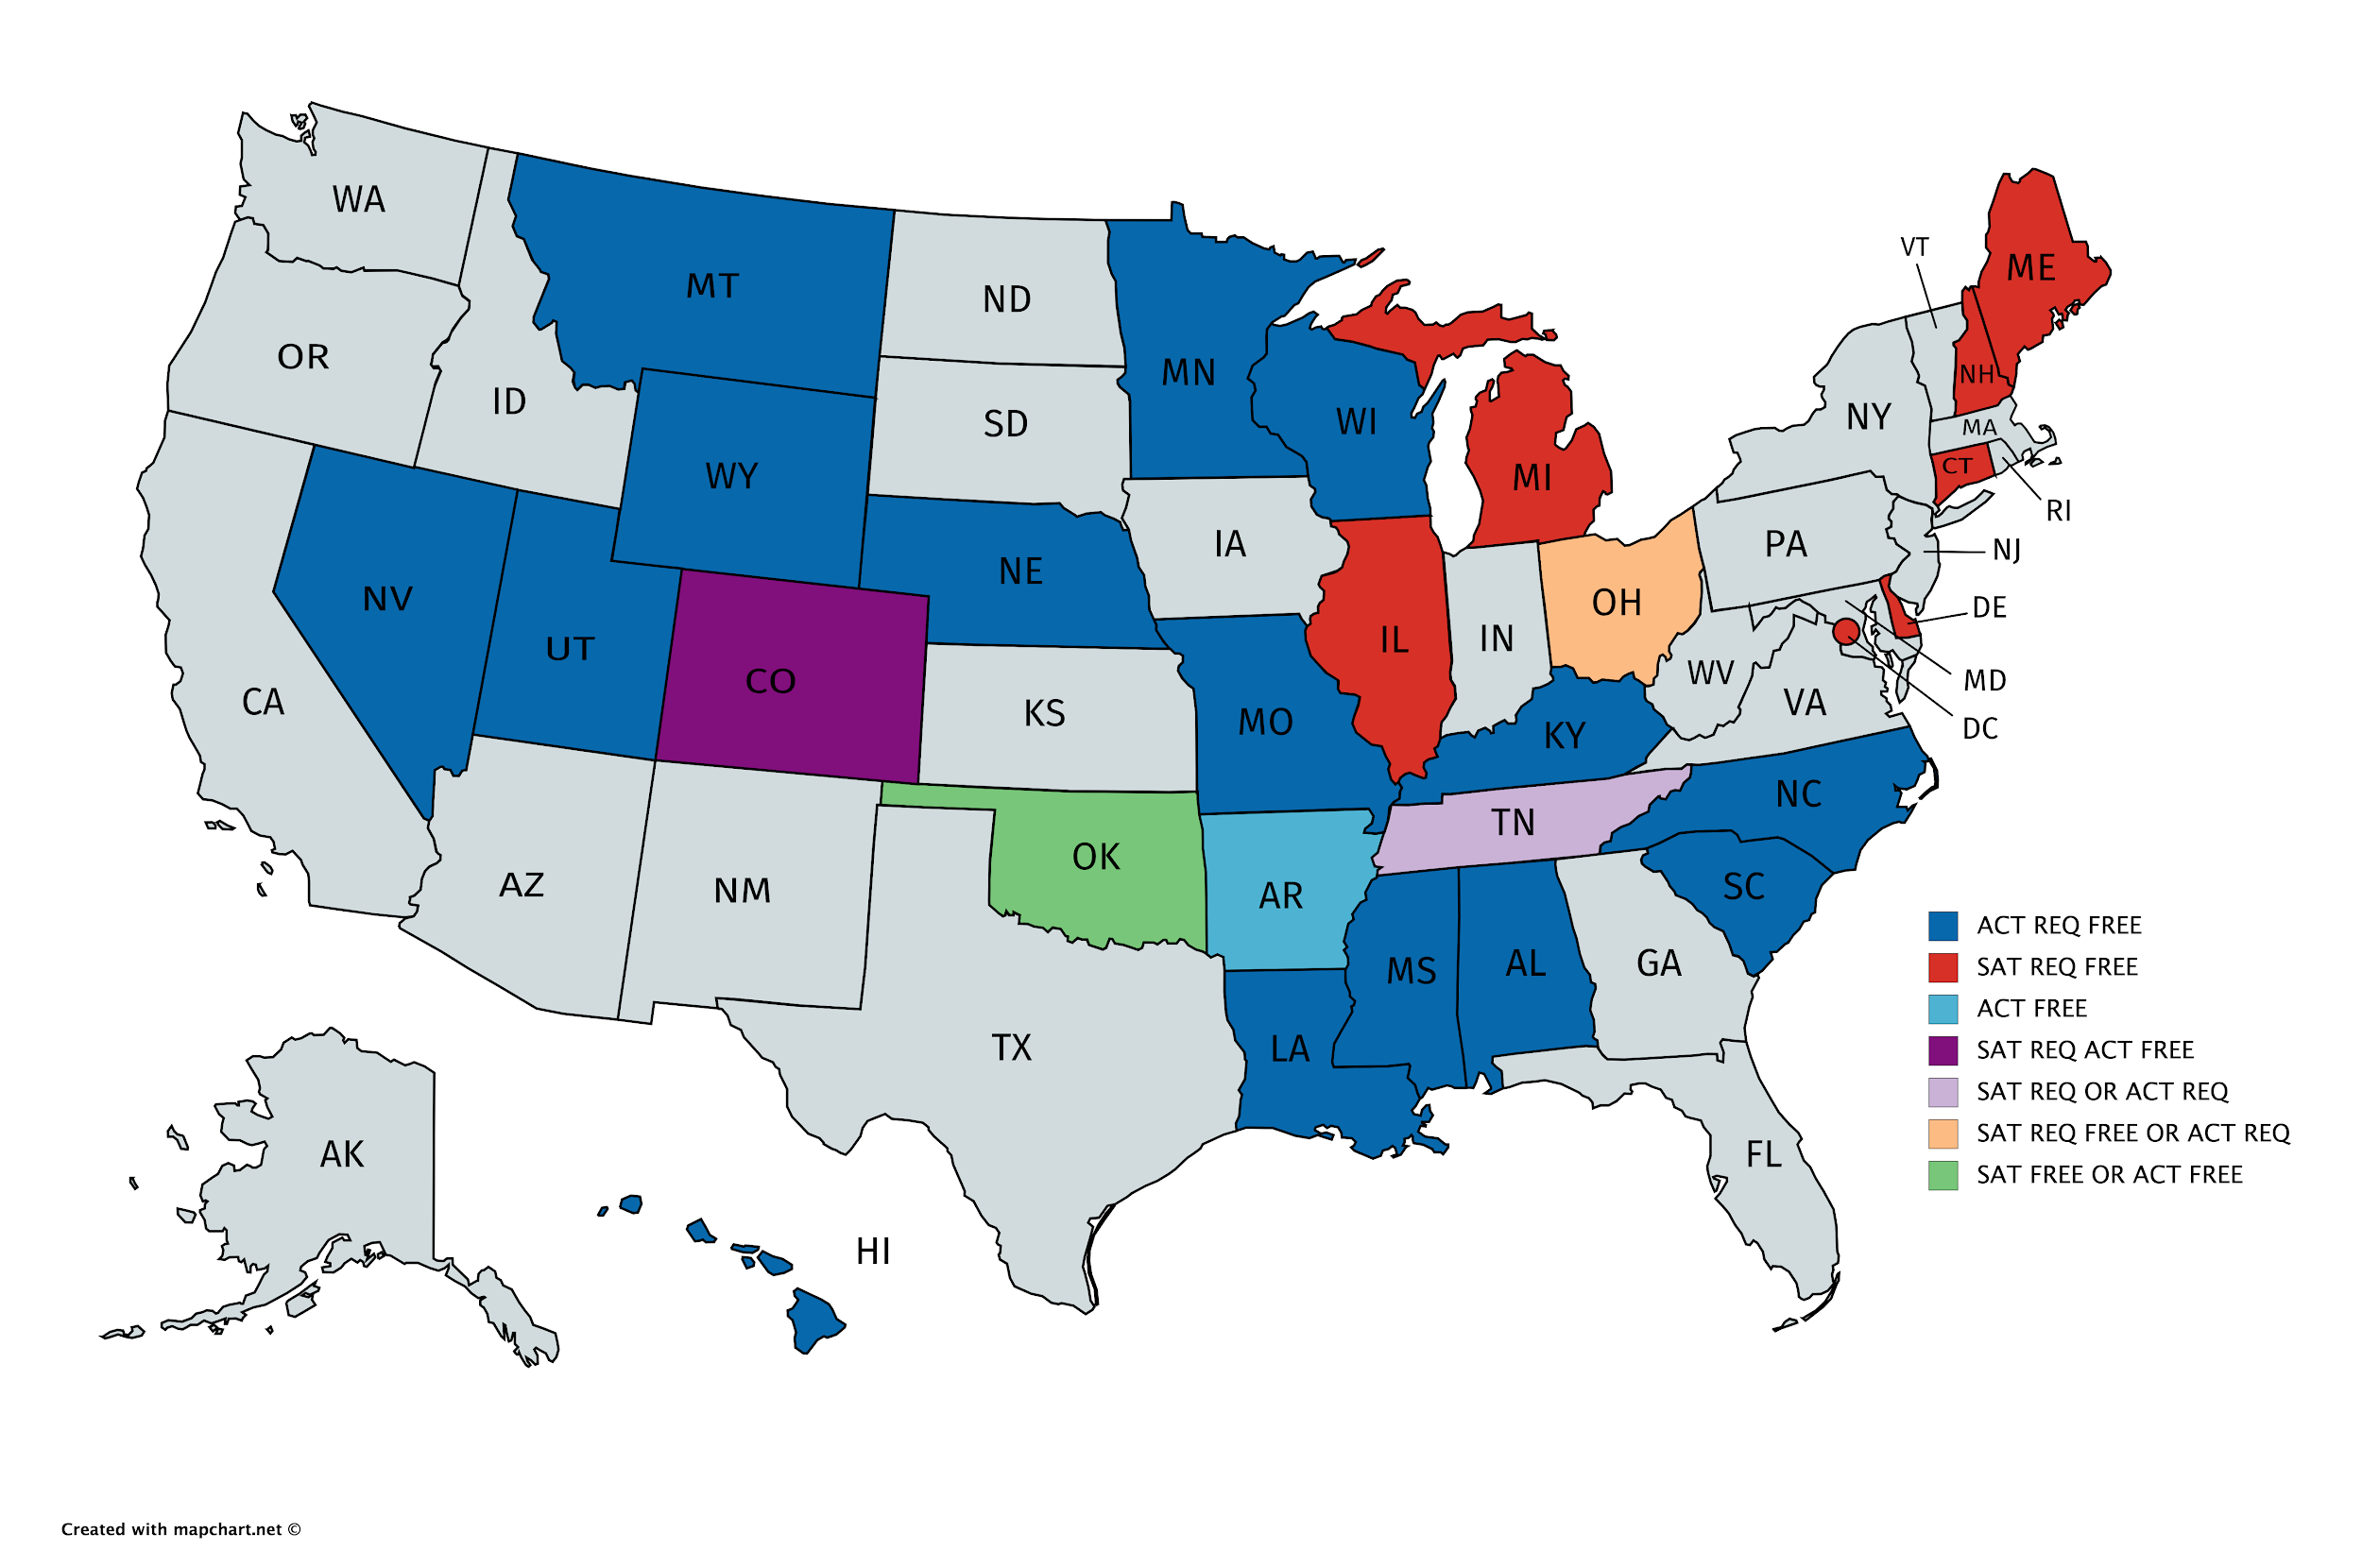 WA
VT
ME
MT
ND
OR
MN
NH
ID
SD
WI
NY
MA
CT
WY
MI
RI
IA
PA
NJ
NE
NV
OH
DE
UT
IL
IN
CO
WV
MD
CA
KS
MO
VA
DC
KY
NC
TN
OK
AZ
NM
AR
SC
MS
AL
GA
LA
TX
AK
FL
HI
ACT REQ FREE
SAT REQ FREE
ACT FREE
SAT REQ ACT FREE
SAT REQ OR ACT REQ
SAT REQ FREE OR ACT REQ
SAT FREE OR ACT FREE
Created with mapchart.net ©